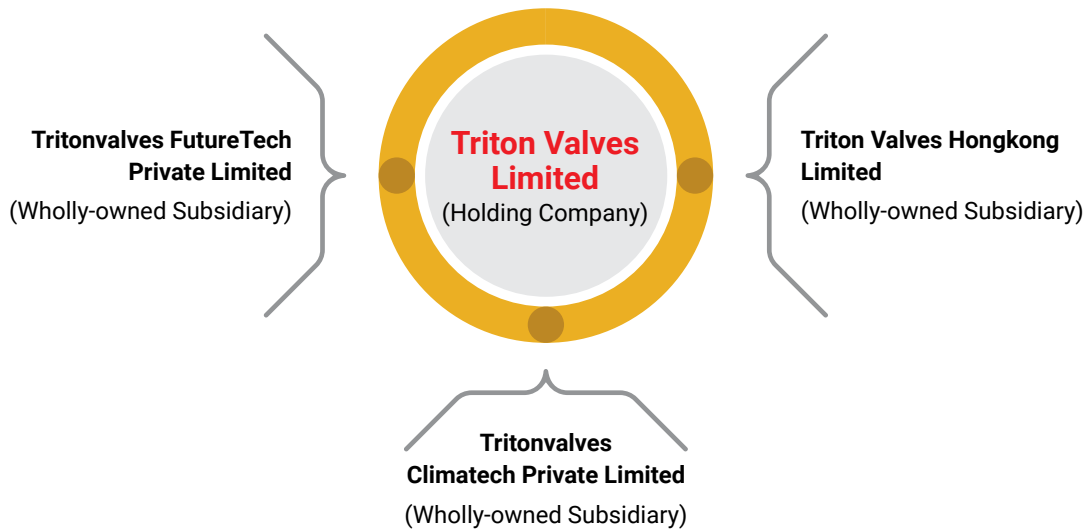 Tritonvalves FutureTech
Private Limited
(Wholly-owned Subsidiary)
Triton Valves
Limited
(Holding Company)
Triton Valves Hongkong
Limited
(Wholly-owned Subsidiary)
Tritonvalves
Climatech Private Limited
(Wholly-owned Subsidiary)